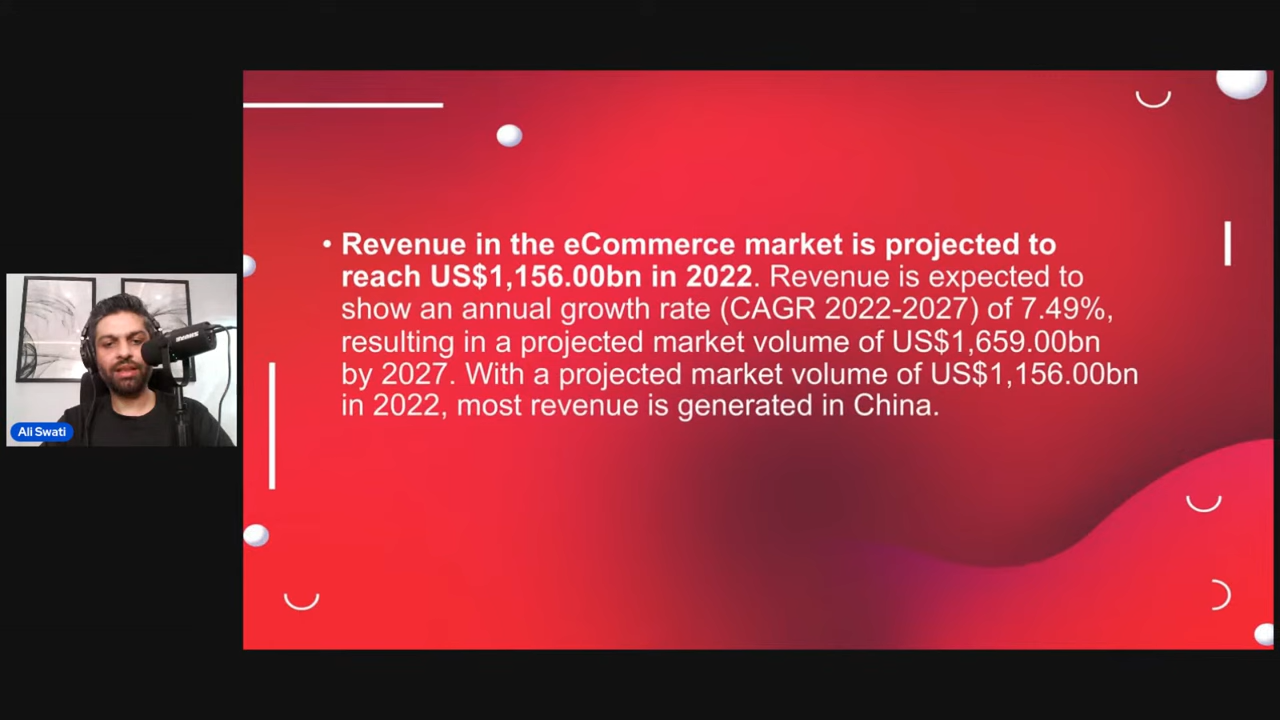 • Revenue in the eCommerce market is projected to
reach US$1,156.00bn in 2022. Revenue is expected to
show an annual growth rate (CAGR 2022-2027) of 7.49%,
resulting in a projected market volume of US$1,659.00bn
by 2027. With a projected market volume of US$1,156.00bn
in 2022, most revenue is generated in China.
Ali Swati